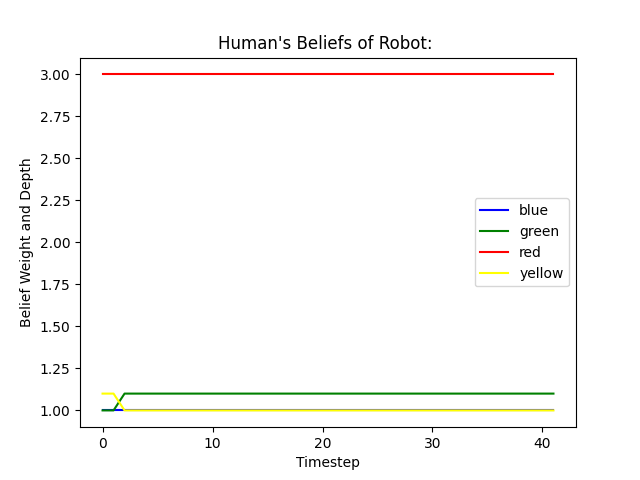 Human's Beliefs of Robot:
Belief Weight and Depth
3.00
2.75
2.50
2.25
2.00
1.75
1.50
1.25
1.00
blue
green
red
yellow
0 10 20 30 40
Timestep